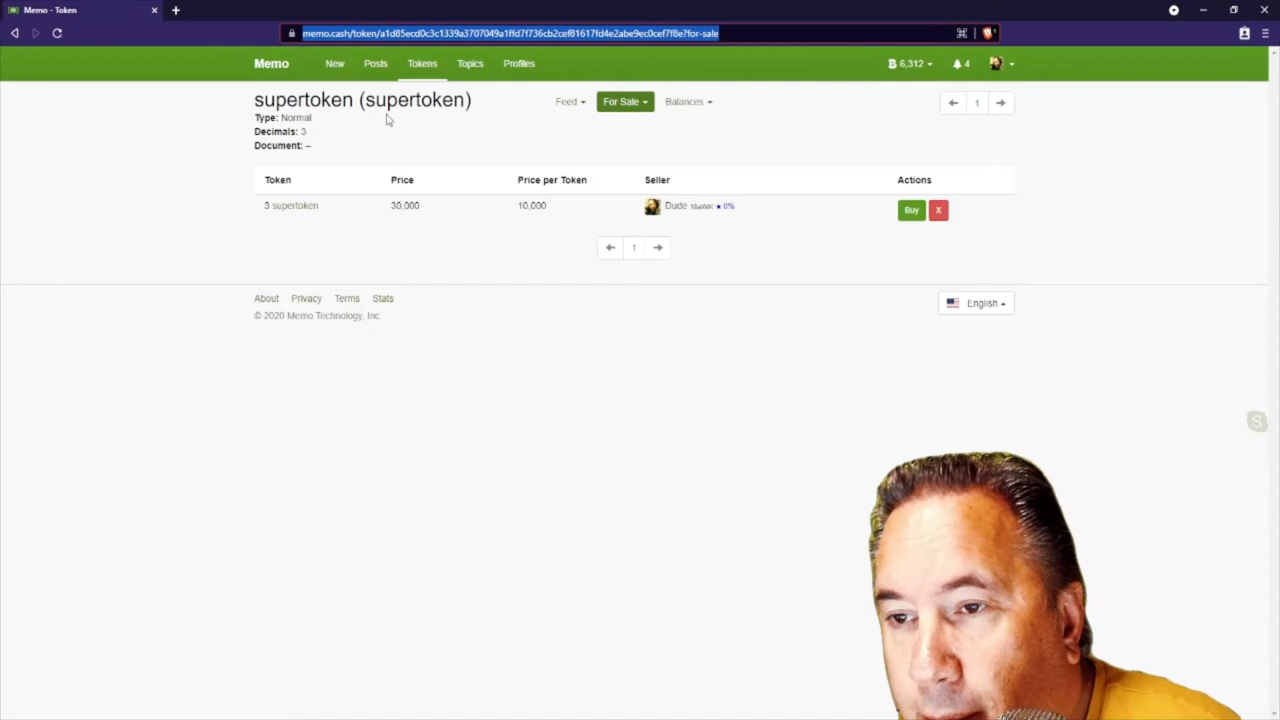 Memo - Token
memo.cash/token/a1d85ecd0c3c1339a3707049a1ffd7f736cb2cef81617fd4e2abe9ec0cef7f8e?for-sale
Memo New Posts Tokens Topics Profiles 6,312 4
supertoken (supertoken) Feed For Sale Balances 1
Type: Normal
Decimals: 3
Document: –
Token Price Price per Token Seller Actions
3 supertoken 30,000 10,000 Dude ★ 0% Buy X
1
About Privacy Terms Stats English
© 2020 Memo Technology, Inc.